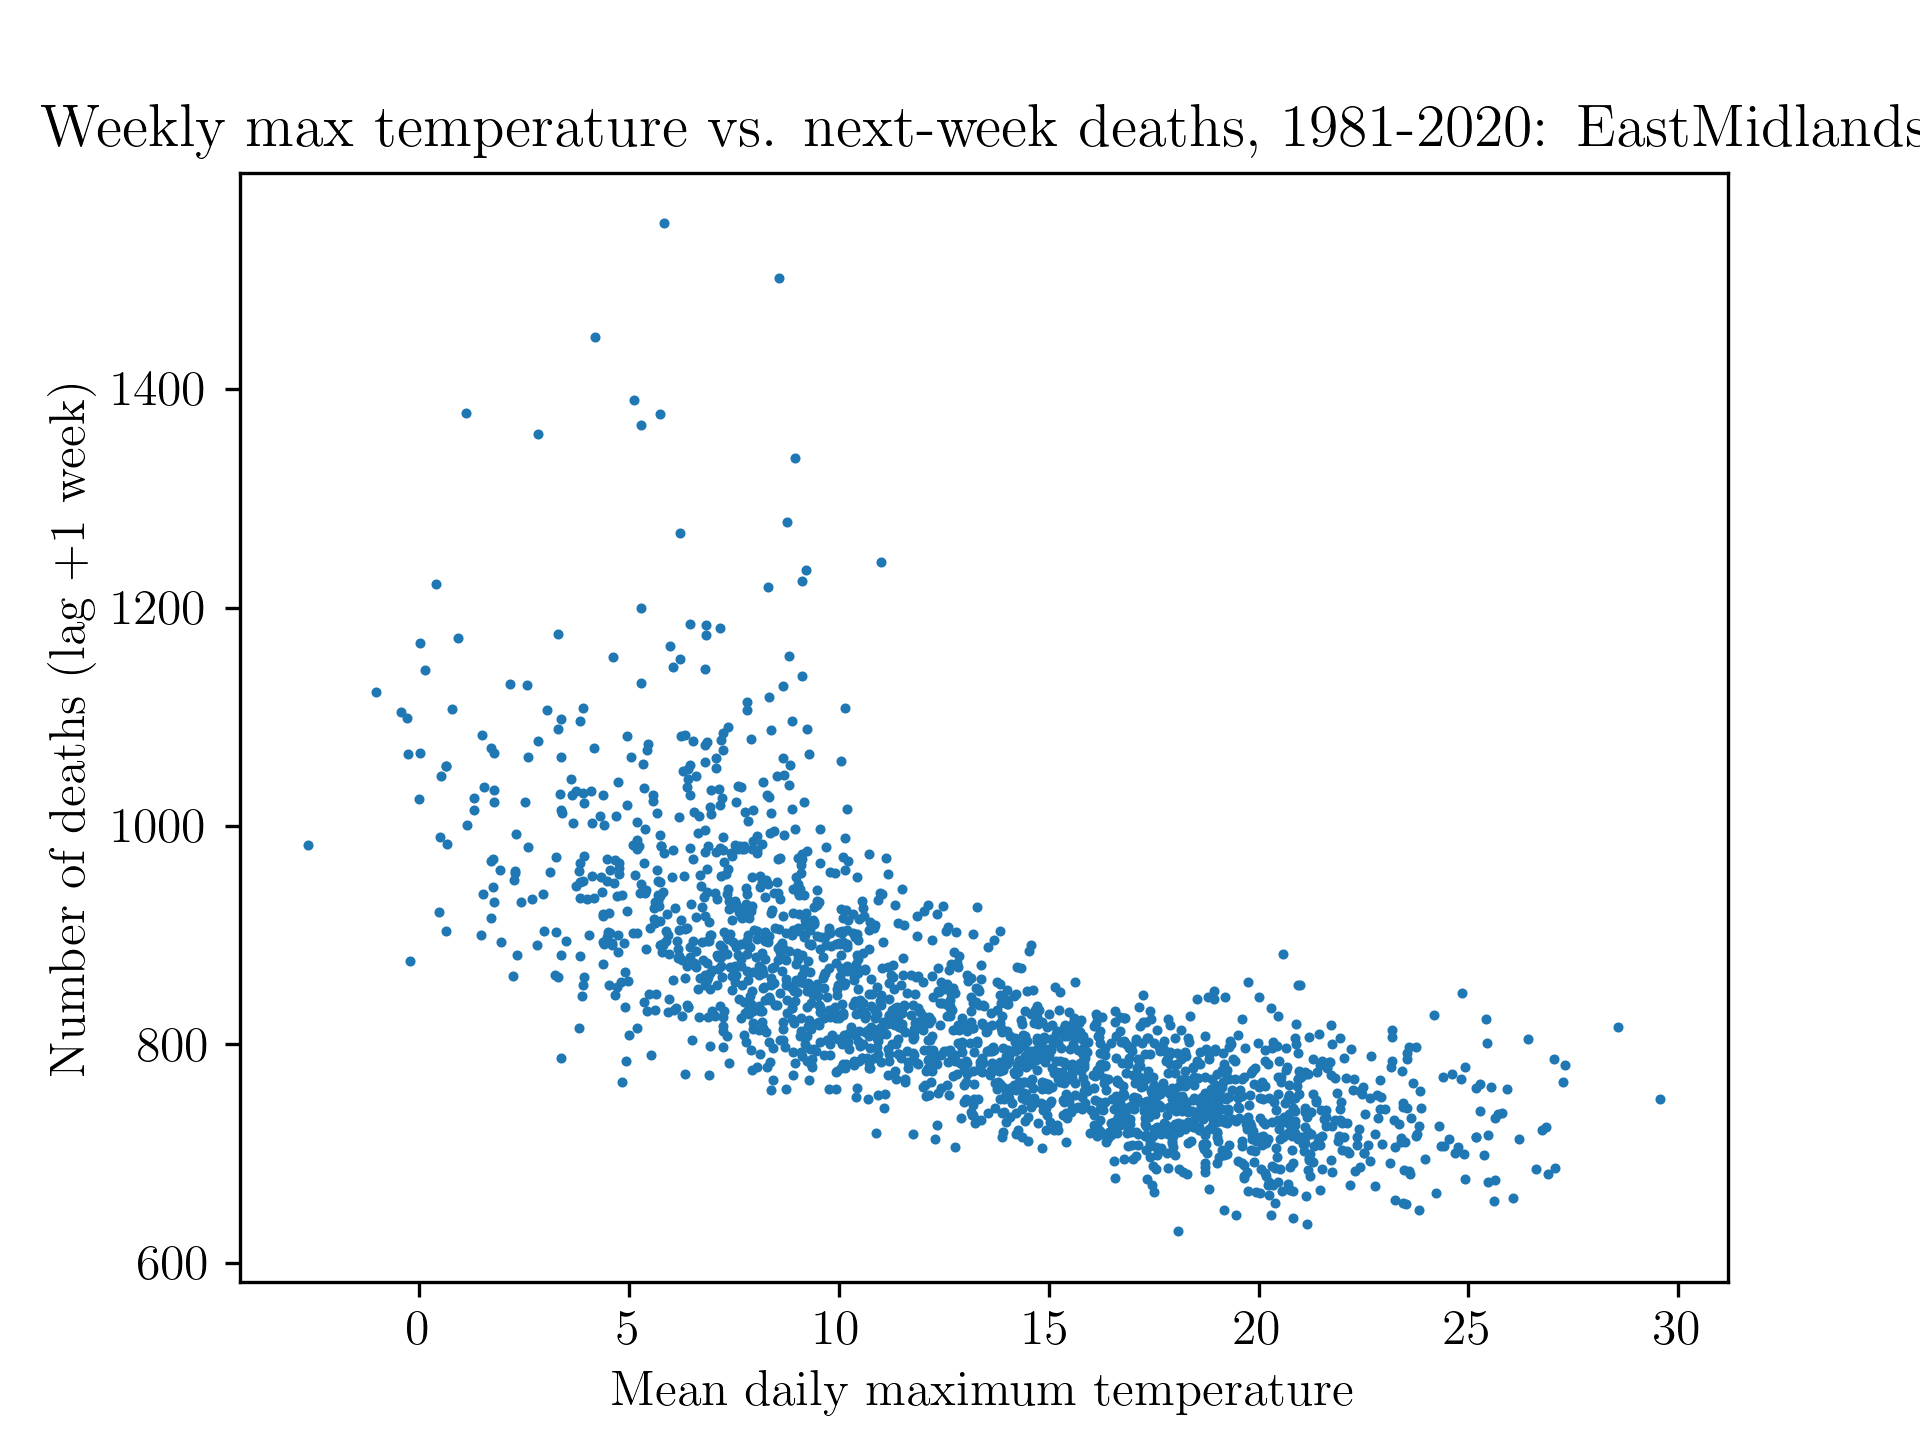 Weekly max temperature vs. next-week deaths, 1981-2020: EastMidlands
Number of deaths (lag +1 week)
1400
1200
1000
800
600
0 5 10 15 20 25 30
Mean daily maximum temperature